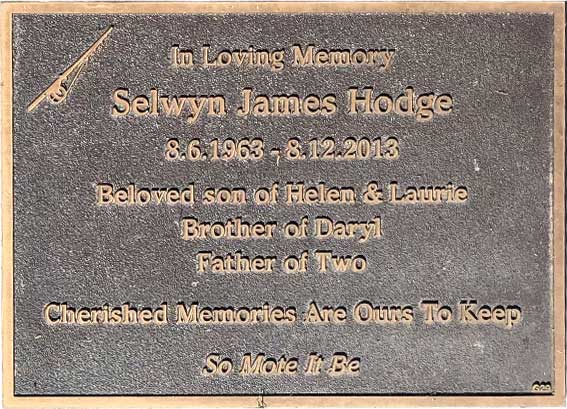 In Loving Memory
Selwyn James Hodge
8.6.1963 - 8.12.2013
Beloved son of Helen & Laurie
Brother of Daryl
Father of Two
Cherished Memories Are Ours To Keep
So Mote It Be
G29